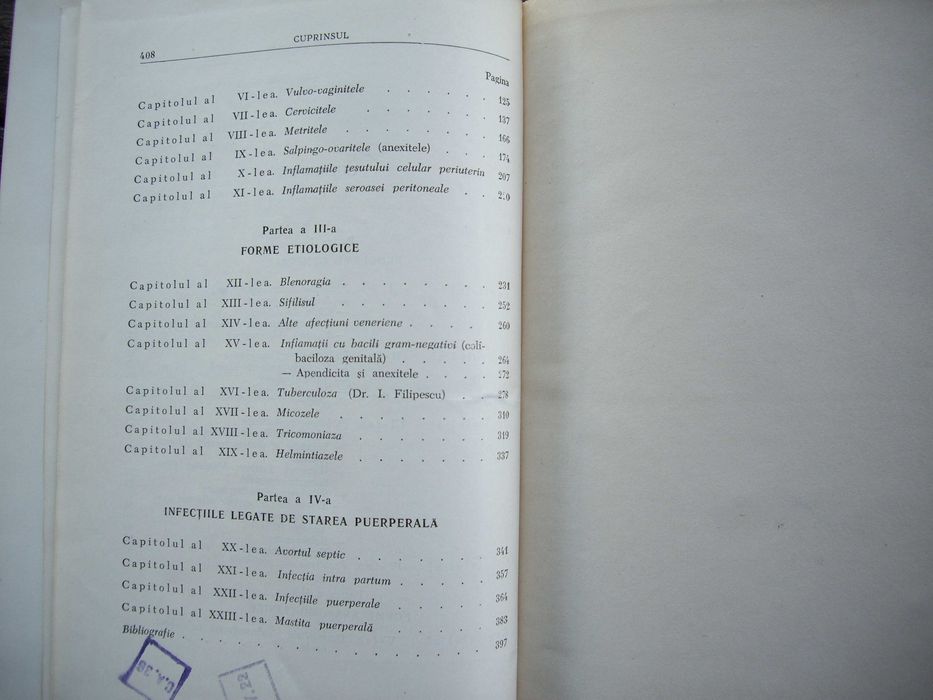 408 CUPRINSUL
Pagina
Capitolul al VI-lea. Vulvo-vaginitele . . . . . . 125
Capitolul al VII-lea. Cervicitele . . . . . . . 137
Capitolul al VIII-lea. Metritele . . . . . . . 166
Capitolul al IX-lea. Salpingo-ovaritele (anexitele) . . . 174
Capitolul al X-lea. Inflamațiile țesutului celular periuterin 207
Capitolul al XI-lea. Inflamațiile seroasei peritoneale . .
Partea a III-a
FORME ETIOLOGICE
Capitolul al XII-lea. Blenoragia . . . . . . . . 231
Capitolul al XIII-lea. Sifilisul . . . . . . . 252
Capitolul al XIV-lea. Alte afecțiuni veneriene . . . . . 260
Capitolul al XV-lea. Inflamații cu bacili gram-negativi (coli-
baciloza genitală) . . . . . 264
— Apendicita și anexitele . . . . 272
Capitolul al XVI-lea. Tuberculoza (Dr. I. Filipescu) . . 278
Capitolul al XVII-lea. Micozele . . . . . . . 310
Capitolul al XVIII-lea. Tricomoniaza . . . . . . . 319
Capitolul al XIX-lea. Helmintiazele . . . . . . 337
Partea a IV-a
INFECȚIILE LEGATE DE STAREA PUERPERALĂ
Capitolul al XX-lea. Avortul septic . . . . . . . 341
Capitolul al XXI-lea. Infecția intra partum . . . . . 357
Capitolul al XXII-lea. Infecțiile puerperale . . . . . 364
Capitolul al XXIII-lea. Mastita puerperală . . . . . 383
Bibliografie . . . . . . . . . . . . . 397
C.A.38
V.22